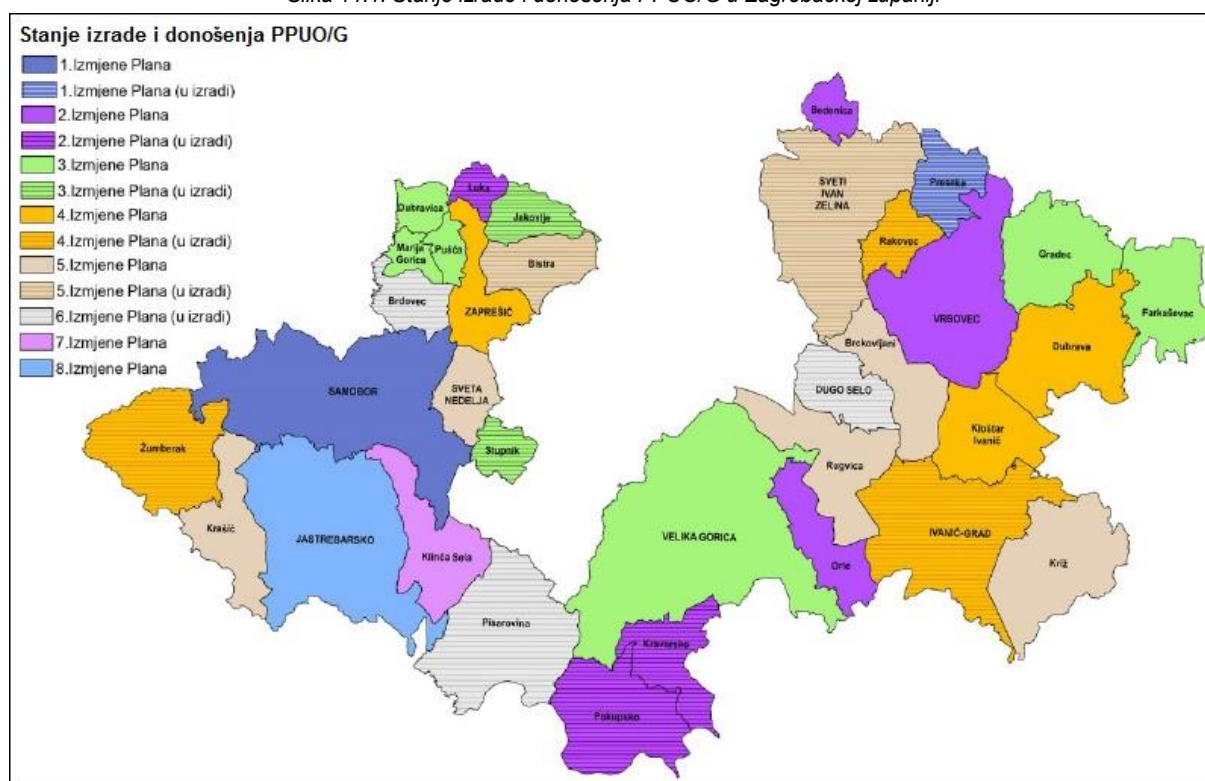 Slika 11.1. Stanje izrade i donošenja PPUO/G u Zagrebačkoj županiji
Stanje izrade i donošenja PPUO/G
1.Izmjene Plana
1.Izmjene Plana (u izradi)
2.Izmjene Plana
2.Izmjene Plana (u izradi)
3.Izmjene Plana
3.Izmjene Plana (u izradi)
4.Izmjene Plana
4.Izmjene Plana (u izradi)
5.Izmjene Plana
5.Izmjene Plana (u izradi)
6.Izmjene Plana (u izradi)
7.Izmjene Plana
8.Izmjene Plana
Bedenica
SVETI
IVAN
ZELINA
Preseka
Luka
Dubravica
Jakovlje
Marija
Gorica
Pušća
Bistra
Rakovec
Gradec
Brdovec
ZAPREŠIĆ
VRBOVEC
Farkaševac
Brckovljani
Dubrava
SAMOBOR
SVETA
NEDELJA
DUGO SELO
Kloštar
Ivanić
Žumberak
Stupnik
Rugvica
Krašić
JASTREBARSKO
Klinča Sela
VELIKA GORICA
IVANIĆ-GRAD
Orle
Križ
Pisarovina
Kravarsko
Pokupsko